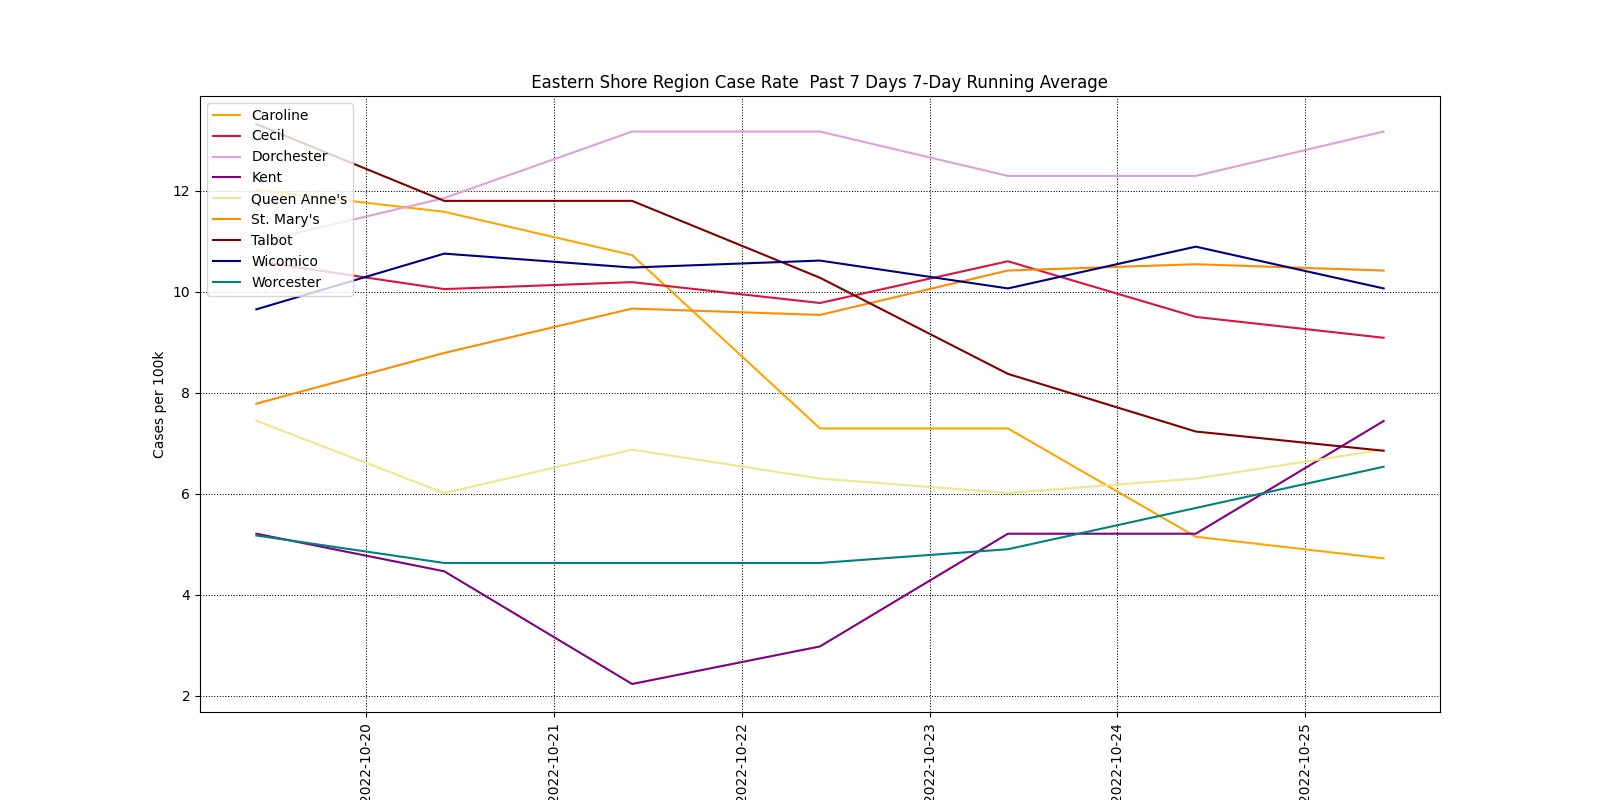 Eastern Shore Region Case Rate  Past 7 Days 7-Day Running Average
Caroline
Cecil
Dorchester
Kent
Queen Anne's
St. Mary's
Talbot
Wicomico
Worcester
12
10
8
6
4
2
Cases per 100k
2022-10-20
2022-10-21
2022-10-22
2022-10-23
2022-10-24
2022-10-25